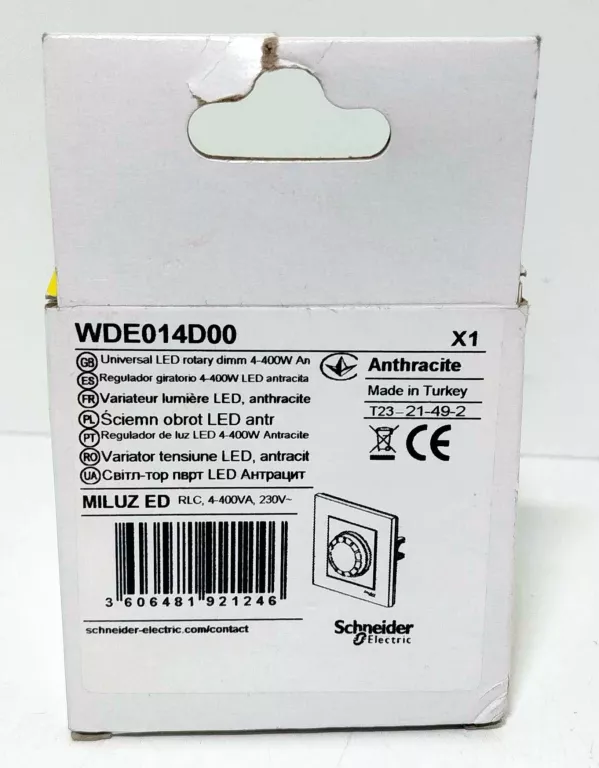 WDE014D00
X1
GB Universal LED rotary dimm 4-400W An
Anthracite
ES Regulador giratorio 4-400W LED antracita
Made in Turkey
FR Variateur lumière LED, anthracite
T23-21-49-2
PL Ściemn obrot LED antr
PT Regulador de luz LED 4-400W Antracite
CE
RO Variator tensiune LED, antracit
UA Світл-тор пврт LED Антрацит
MILUZ ED RLC, 4-400VA, 230V~
3 606481 921246
schneider-electric.com/contact
Schneider
Electric